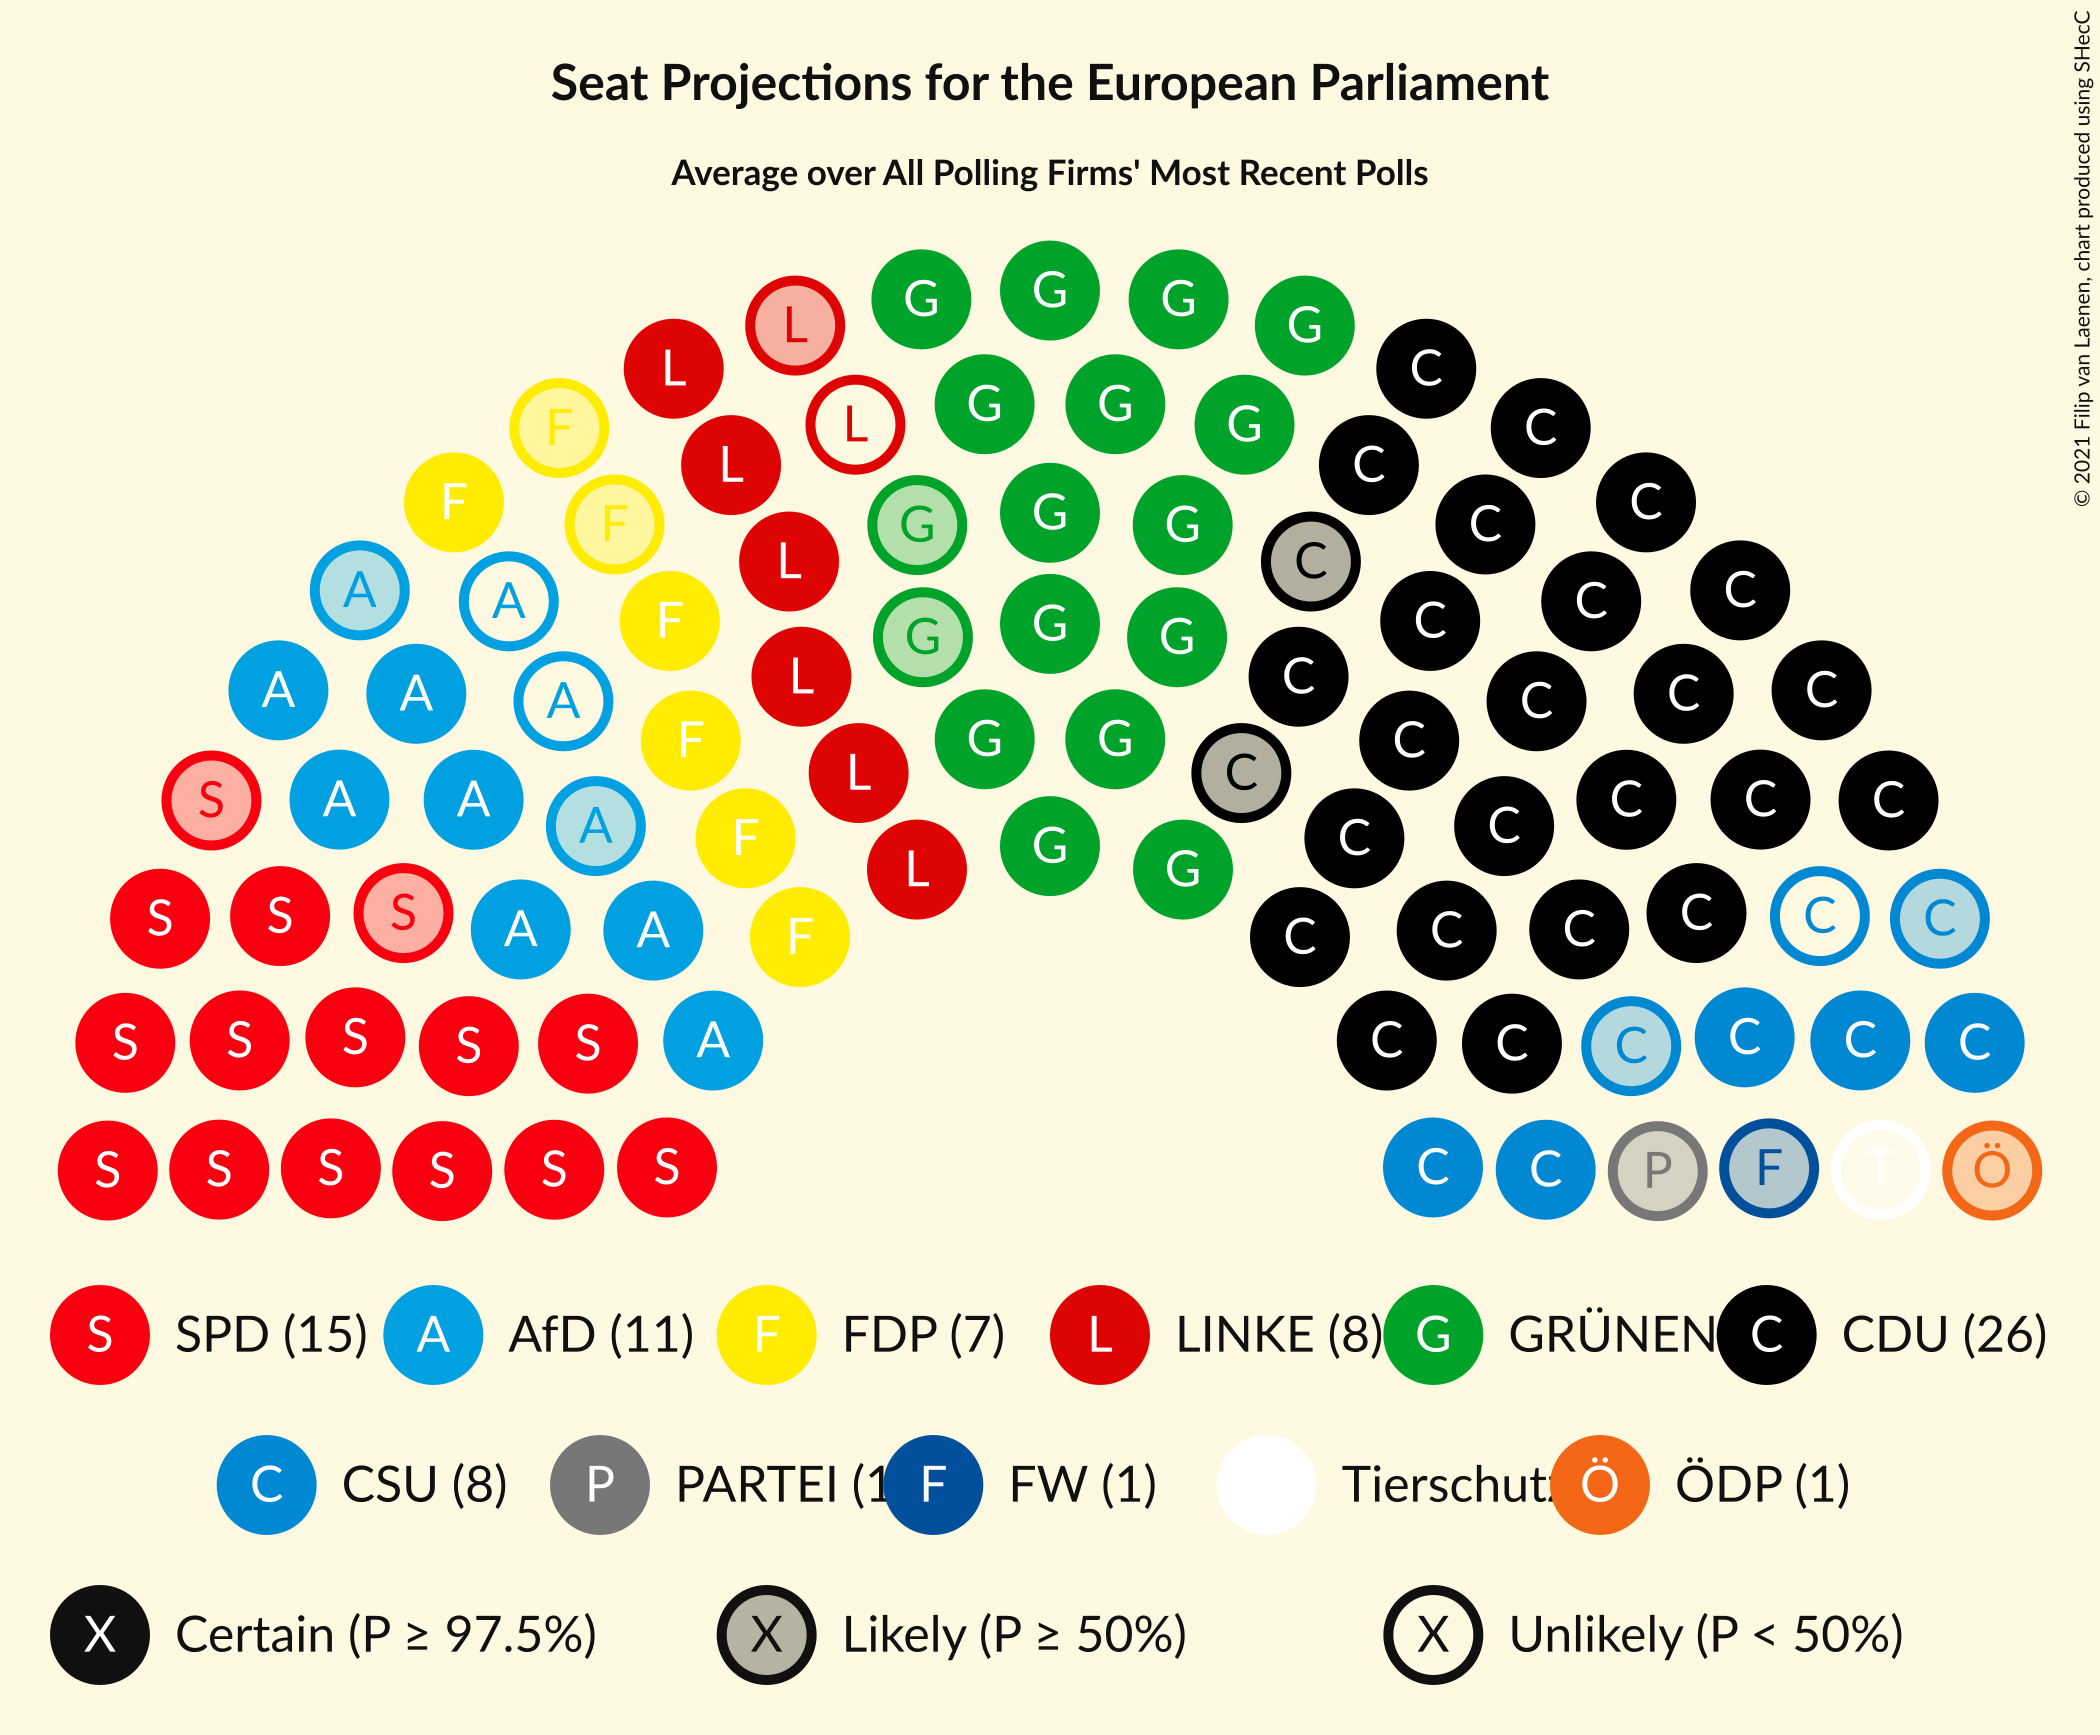 Seat Projections for the European Parliament
Average over All Polling Firms' Most Recent Polls
© 2021 Filip van Laenen, chart produced using SHecC
G G G G
L L G G G C C
F L L G G G C C C
F F L G G G C C C C
A A F L G G G C C C C
A A A F L G G C C C C C
S A A A F L G G C C C C C C
S S S A A F C C C C C C
S S S S S A C C C C C C
S S S S S S C C P F T Ö
S SPD (15) A AfD (11) F FDP (7) L LINKE (8) G GRÜNEN C CDU (26)
C CSU (8) P PARTEI (1 F FW (1) Tierschutz Ö ÖDP (1)
X Certain (P ≥ 97.5%) X Likely (P ≥ 50%) X Unlikely (P < 50%)